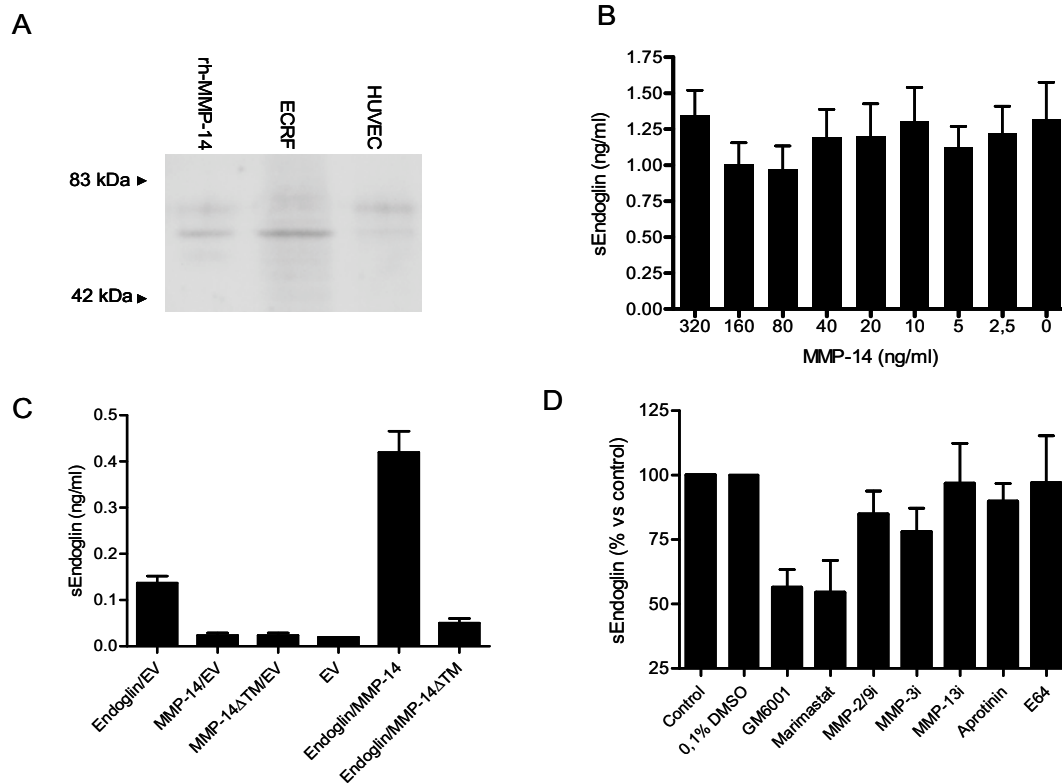 A
rh-MMP-14
ECRF
HUVEC
83 kDa
42 kDa
B
sEndoglin (ng/ml)
1.75
1.50
1.25
1.00
0.75
0.50
0.25
0.00
320 160 80 40 20 10 5 2,5 0
MMP-14 (ng/ml)
C
sEndoglin (ng/ml)
0.5
0.4
0.3
0.2
0.1
0.0
Endoglin/EV
MMP-14/EV
MMP-14ΔTM/EV
EV
Endoglin/MMP-14
Endoglin/MMP-14ΔTM
D
sEndoglin (% vs control)
125
100
75
50
25
Control
0,1% DMSO
GM6001
Marimastat
MMP-2/9i
MMP-3i
MMP-13i
Aprotinin
E64